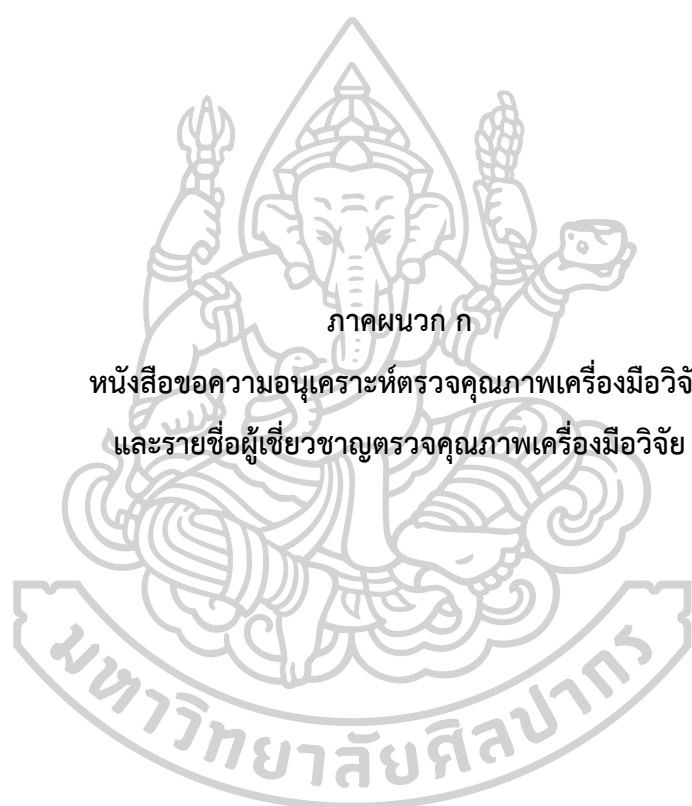 ภาคผนวก ก
หนังสือขอความอนุเคราะห์ตรวจคุณภาพเครื่องมือวิจั
และรายชื่อผู้เชี่ยวชาญตรวจคุณภาพเครื่องมือวิจัย
มหาวิทยาลัยศิลปากร